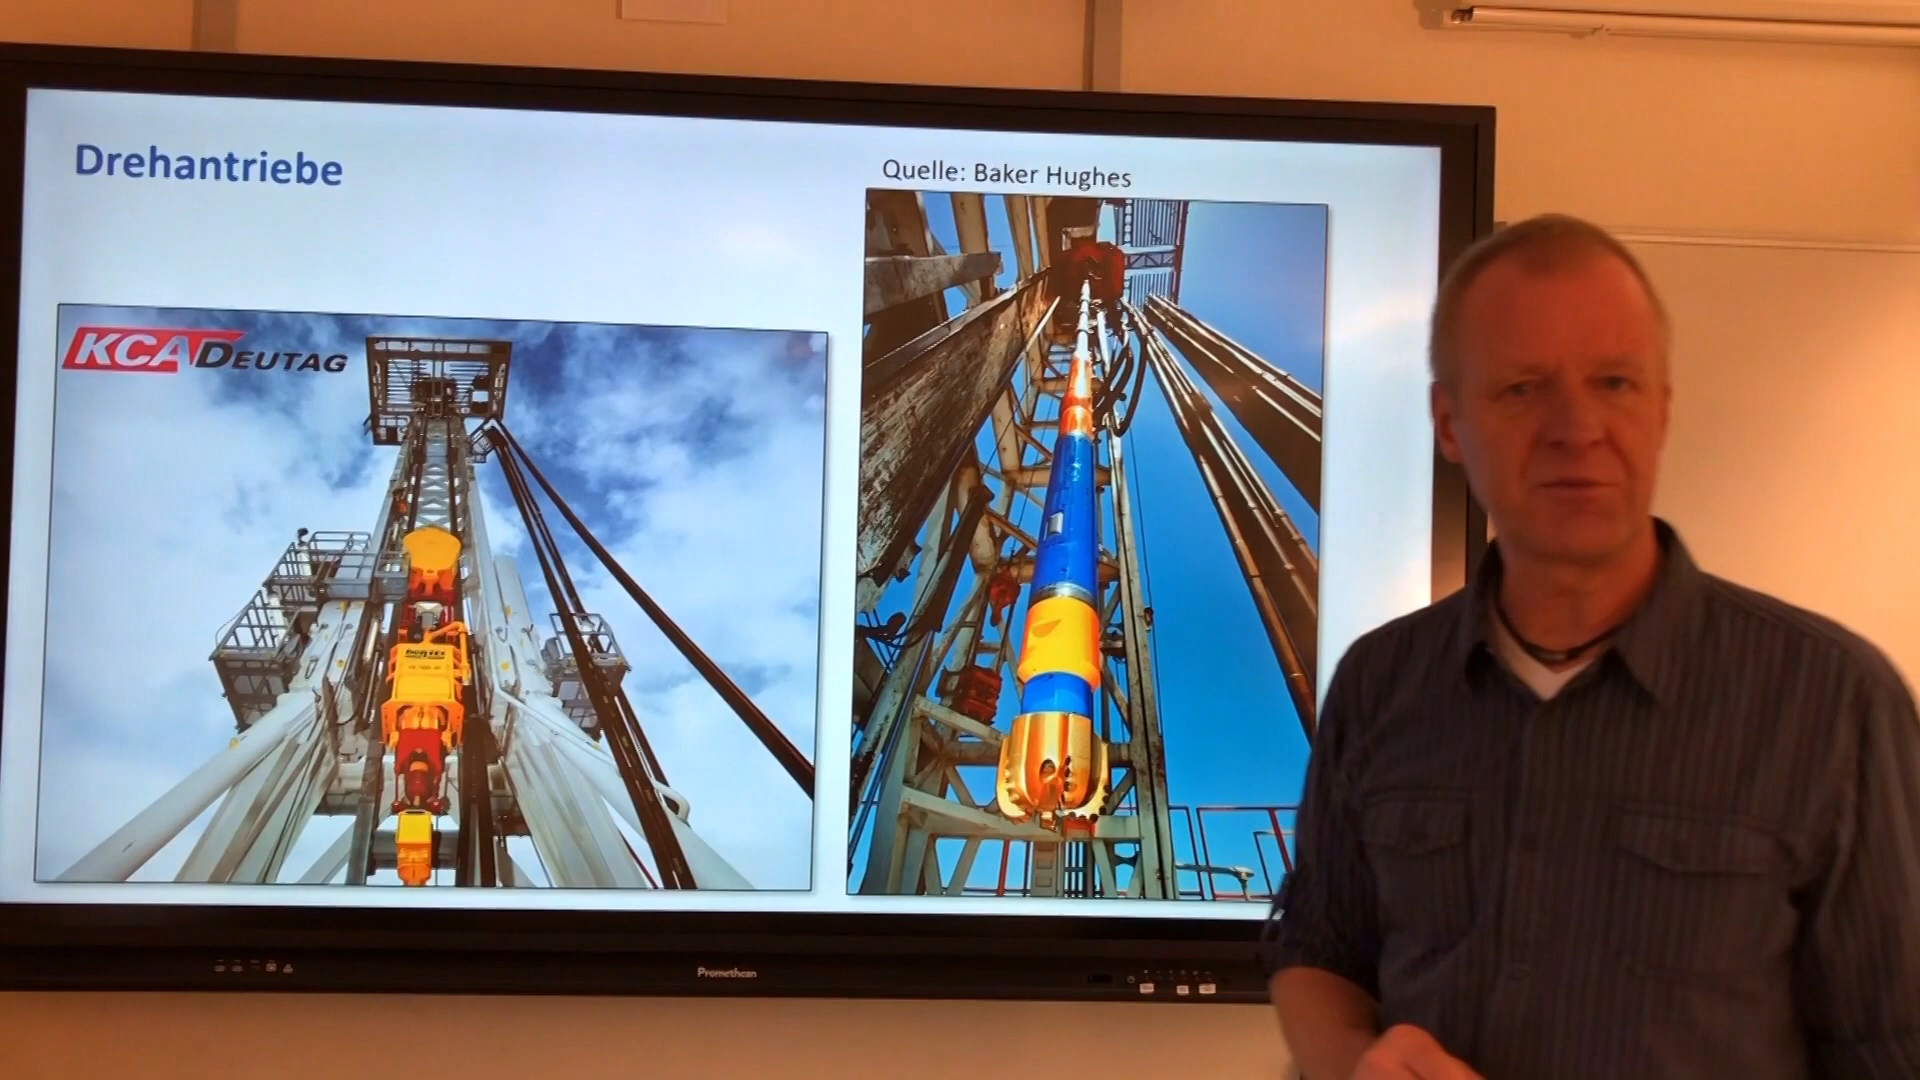 Drehantriebe
Quelle: Baker Hughes
KCA DEUTAG
Promethean